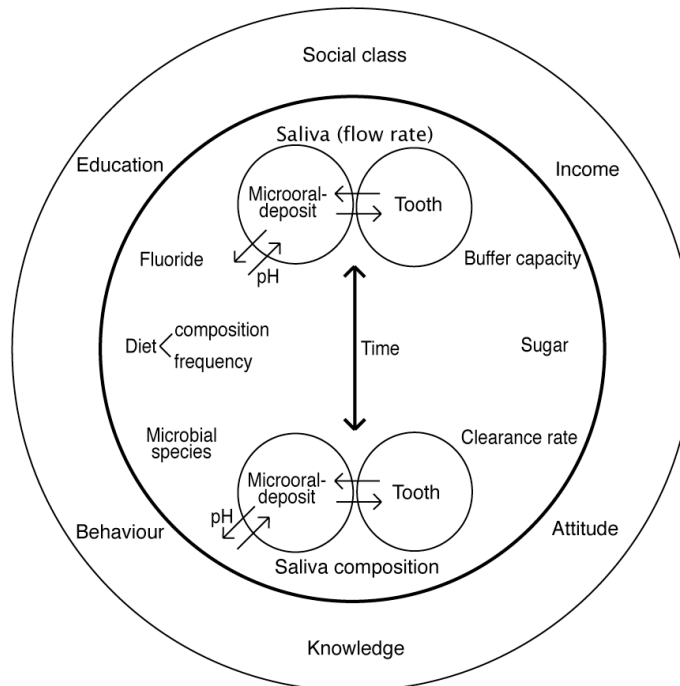 Social class
Saliva (flow rate)
Education
Income
Microoral-
deposit
Tooth
Fluoride
Buffer capacity
pH
composition
Diet
frequency
Time
Sugar
Microbial
species
Clearance rate
Microoral-
deposit
Tooth
pH
Behaviour
Attitude
Saliva composition
Knowledge